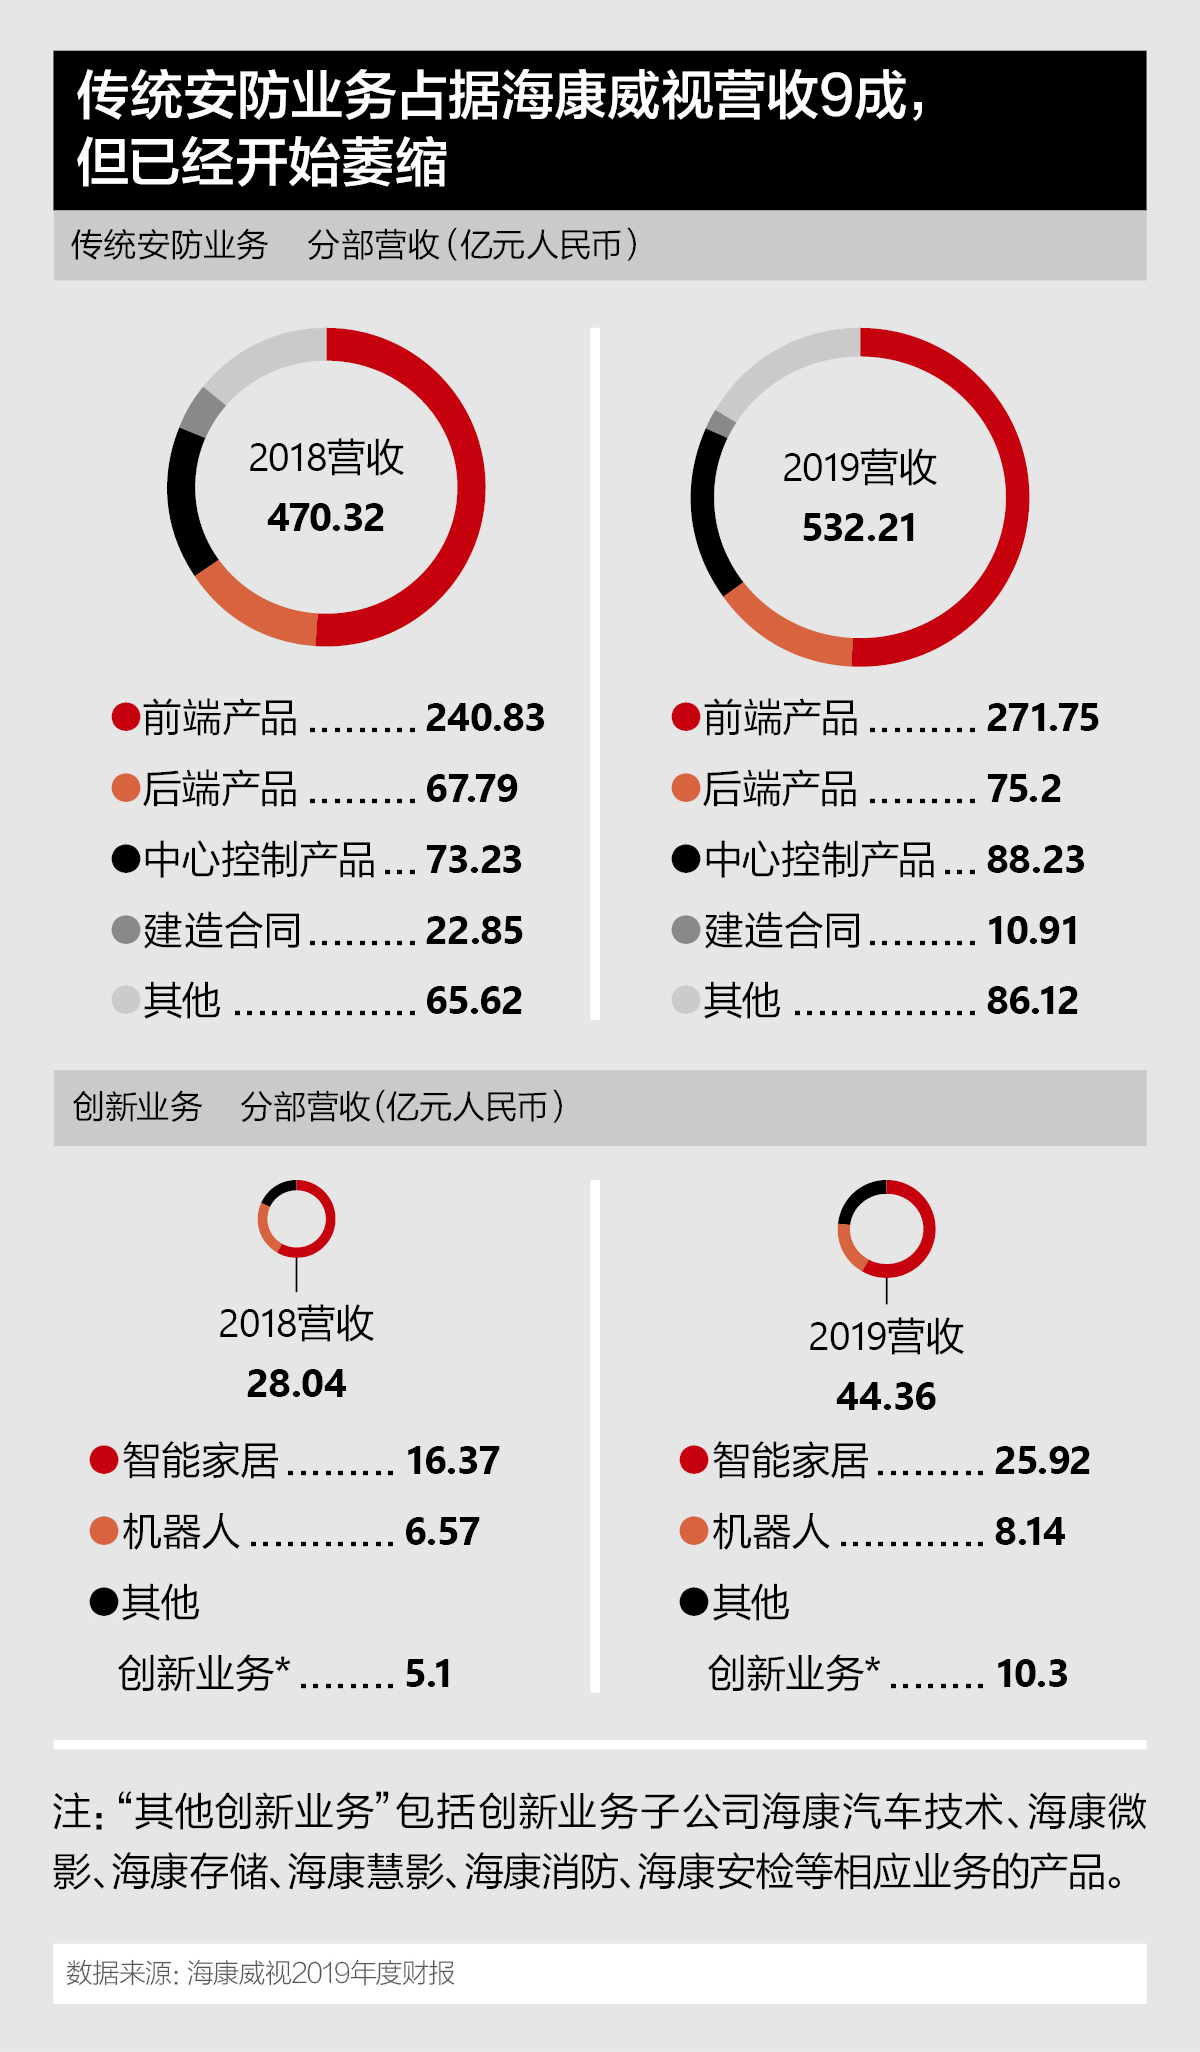 传统安防业务占据海康威视营收9成，
但已经开始萎缩
传统安防业务 分部营收（亿元人民币）
2018营收
470.32
前端产品 ......... 240.83
后端产品 ......... 67.79
中心控制产品 ... 73.23
建造合同 ......... 22.85
其他 ............... 65.62
2019营收
532.21
前端产品 ......... 271.75
后端产品 ......... 75.2
中心控制产品 ... 88.23
建造合同 ......... 10.91
其他 ............... 86.12
创新业务 分部营收（亿元人民币）
2018营收
28.04
智能家居 ......... 16.37
机器人 ............ 6.57
其他
创新业务* ........ 5.1
2019营收
44.36
智能家居 ......... 25.92
机器人 ............ 8.14
其他
创新业务* ........ 10.3
注：“其他创新业务”包括创新业务子公司海康汽车技术、海康微
影、海康存储、海康慧影、海康消防、海康安检等相应业务的产品。
数据来源：海康威视2019年度财报